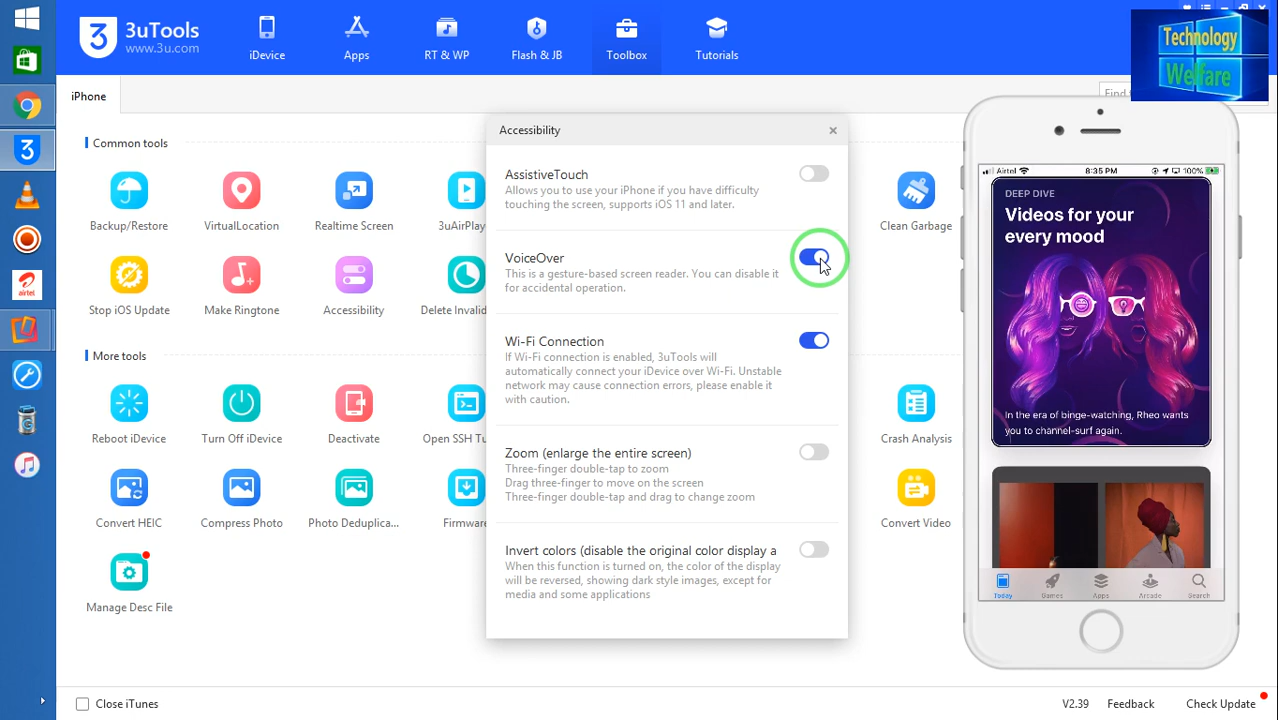 3
3uTools
www.3u.com
iDevice
Apps
RT & WP
Flash & JB
Toolbox
Tutorials
Technology
Welfare
iPhone
Find
Common tools
Backup/Restore
VirtualLocation
Realtime Screen
3uAirPlay
Clean Garbage
Stop iOS Update
Make Ringtone
Accessibility
Delete Invalid
More tools
Reboot iDevice
Turn Off iDevice
Deactivate
Open SSH Tu
Crash Analysis
Convert HEIC
Compress Photo
Photo Deduplica...
Firmware
Convert Video
Manage Desc File
Accessibility
AssistiveTouch
Allows you to use your iPhone if you have difficulty
touching the screen, supports iOS 11 and later.
VoiceOver
This is a gesture-based screen reader. You can disable it
for accidental operation.
Wi-Fi Connection
If Wi-Fi connection is enabled, 3uTools will
automatically connect your iDevice over Wi-Fi. Unstable
network may cause connection errors, please enable it
with caution.
Zoom (enlarge the entire screen)
Three-finger double-tap to zoom
Drag three-finger to move on the screen
Three-finger double-tap and drag to change zoom
Invert colors (disable the original color display a
When this function is turned on, the color of the display
will be reversed, showing dark style images, except for
media and some applications
Airtel 8:35 PM 100%
DEEP DIVE
Videos for your
every mood
In the era of binge-watching, Rheo wants
you to channel-surf again.
Today Games Apps Arcade Search
3
airtel
Close iTunes
V2.39
Feedback
Check Update